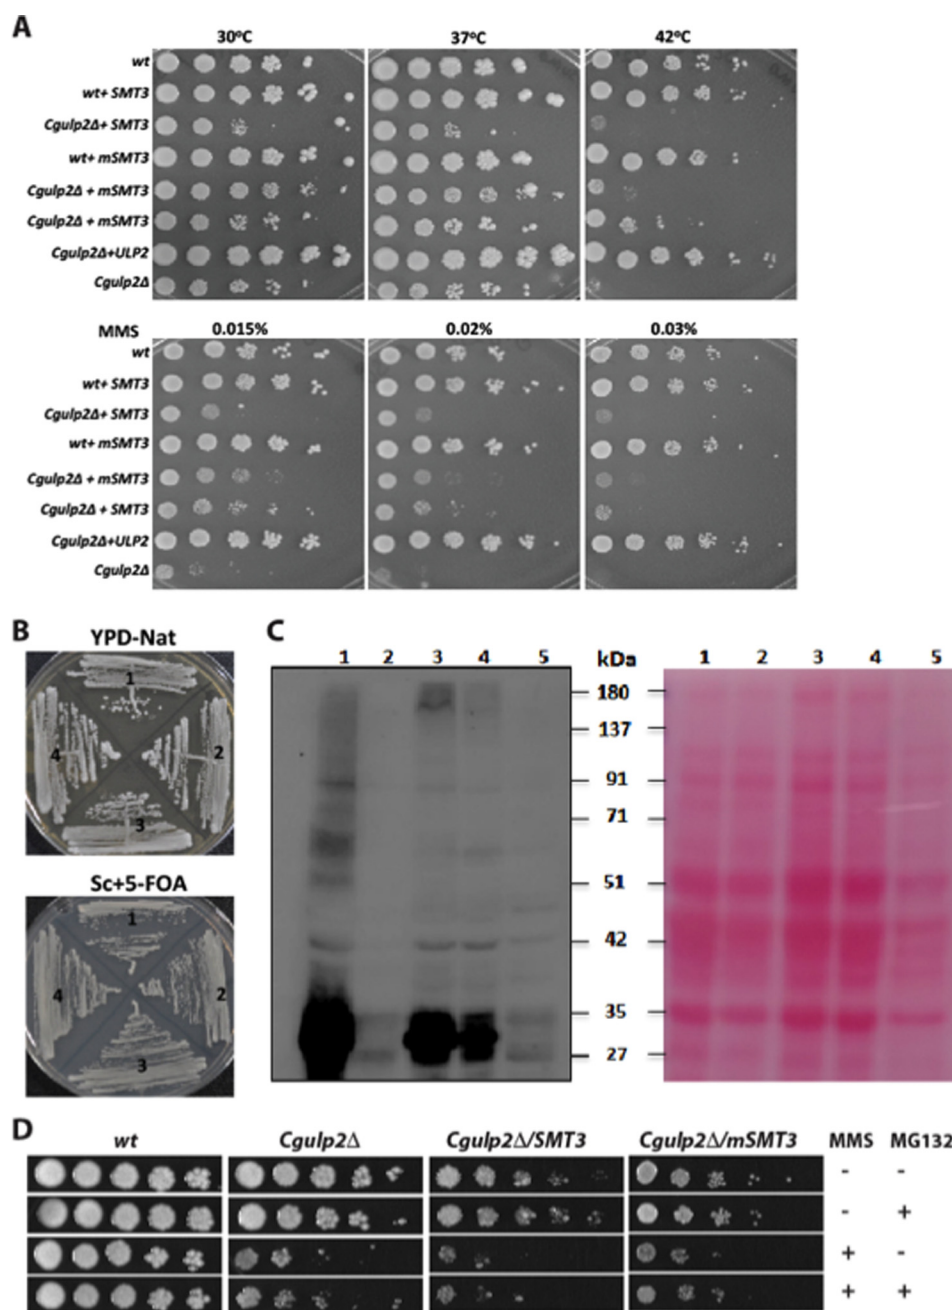 A
30°C 37°C 42°C
wt
wt+ SMT3
Cgulp2Δ+ SMT3
wt+ mSMT3
Cgulp2Δ + mSMT3
Cgulp2Δ + mSMT3
Cgulp2Δ+ULP2
Cgulp2Δ
MMS 0.015% 0.02% 0.03%
wt
wt+ SMT3
Cgulp2Δ+ SMT3
wt+ mSMT3
Cgulp2Δ + mSMT3
Cgulp2Δ + SMT3
Cgulp2Δ+ULP2
Cgulp2Δ
B
YPD-Nat
1
2
3
4
Sc+5-FOA
1
2
3
4
C
1 2 3 4 5 kDa 1 2 3 4 5
180
137
91
71
51
42
35
27
D
wt Cgulp2Δ Cgulp2Δ/SMT3 Cgulp2Δ/mSMT3 MMS MG132
- -
- +
+ -
+ +